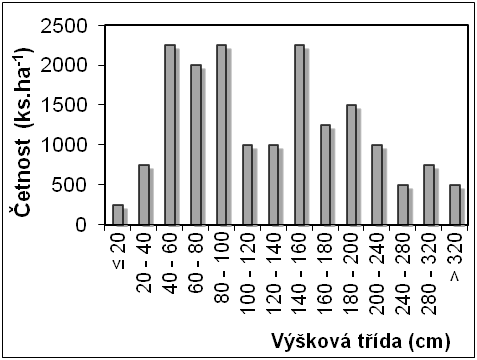 Četnost (ks.ha-1)
2500
2000
1500
1000
500
0
≤ 20
20 - 40
40 - 60
60 - 80
80 - 100
100 - 120
120 - 140
140 - 160
160 - 180
180 - 200
200 - 240
240 - 280
280 - 320
> 320
Výšková třída (cm)